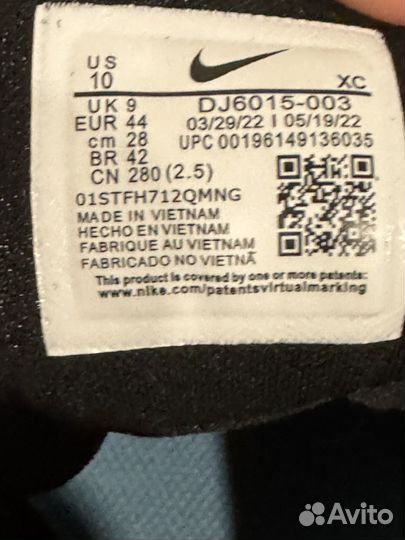 US
10
XC
UK 9
DJ6015-003
EUR 44
03/29/22 I 05/19/22
cm 28
UPC 00196149136035
BR 42
CN 280 (2.5)
01STFH712QMNG
MADE IN VIETNAM
HECHO EN VIETNAM
FABRIQUE AU VIETNAM
FABRICADO NO VIETNÃ
This product is covered by one or more patents:
www.nike.com/patentsvirtualmarking
Avito